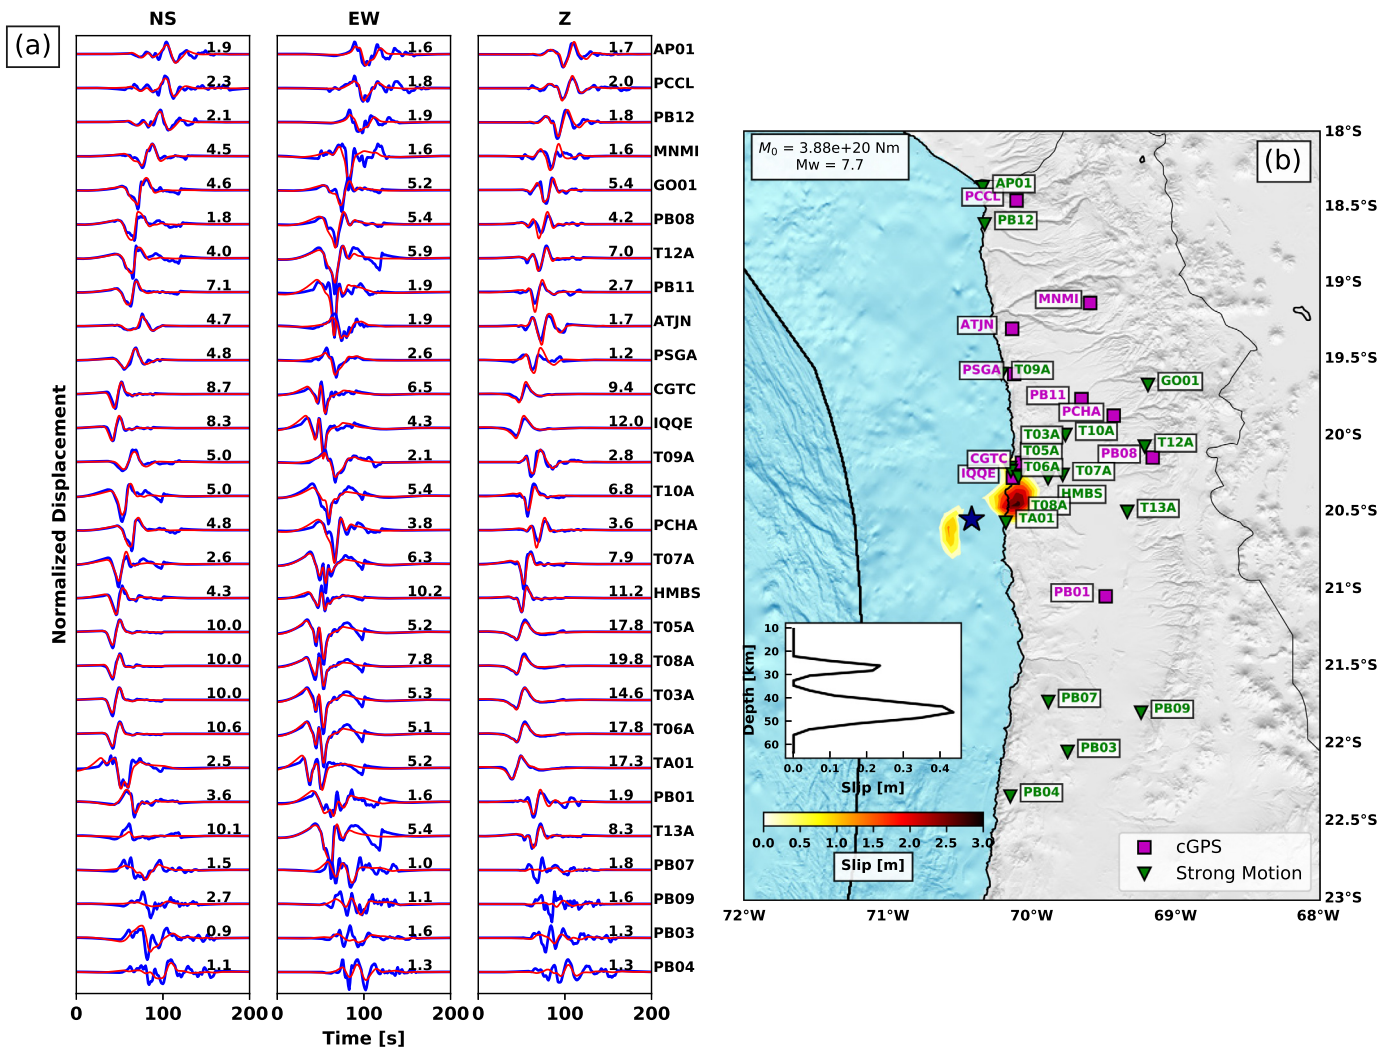 (a)
NS EW Z
1.9 1.6 1.7 AP01
2.3 1.8 2.0 PCCL
2.1 1.9 1.8 PB12
4.5 1.6 1.6 MNMI
4.6 5.2 5.4 GO01
1.8 5.4 4.2 PB08
4.0 5.9 7.0 T12A
7.1 1.9 2.7 PB11
4.7 1.9 1.7 ATJN
4.8 2.6 1.2 PSGA
8.7 6.5 9.4 CGTC
8.3 4.3 12.0 IQQE
5.0 2.1 2.8 T09A
5.0 5.4 6.8 T10A
4.8 3.8 3.6 PCHA
2.6 6.3 7.9 T07A
4.3 10.2 11.2 HMBS
10.0 5.2 17.8 T05A
10.0 7.8 19.8 T08A
10.0 5.3 14.6 T03A
10.6 5.1 17.8 T06A
2.5 5.2 17.3 TA01
3.6 1.6 1.9 PB01
10.1 5.4 8.3 T13A
1.5 1.0 1.8 PB07
2.7 1.1 1.6 PB09
0.9 1.6 1.3 PB03
1.1 1.3 1.3 PB04
0 100 200 0 100 200 0 100 200
Time [s]
Normalized Displacement
(b)
M0 = 3.88e+20 Nm
Mw = 7.7
AP01
PCCL
PB12
MNMI
ATJN
PSGA T09A
GO01
PB11
PCHA
T03A T10A
T12A
T05A
PB08
CGTC
T06A
T07A
IQQE
HMBS
T08A
T13A
TA01
PB01
PB07
PB09
PB03
PB04
18°S
18.5°S
19°S
19.5°S
20°S
20.5°S
21°S
21.5°S
22°S
22.5°S
23°S
72°W 71°W 70°W 69°W 68°W
Depth [km]
10
20
30
40
50
60
0.0 0.1 0.2 0.3 0.4
Slip [m]
0.0 0.5 1.0 1.5 2.0 2.5 3.0
Slip [m]
cGPS
Strong Motion